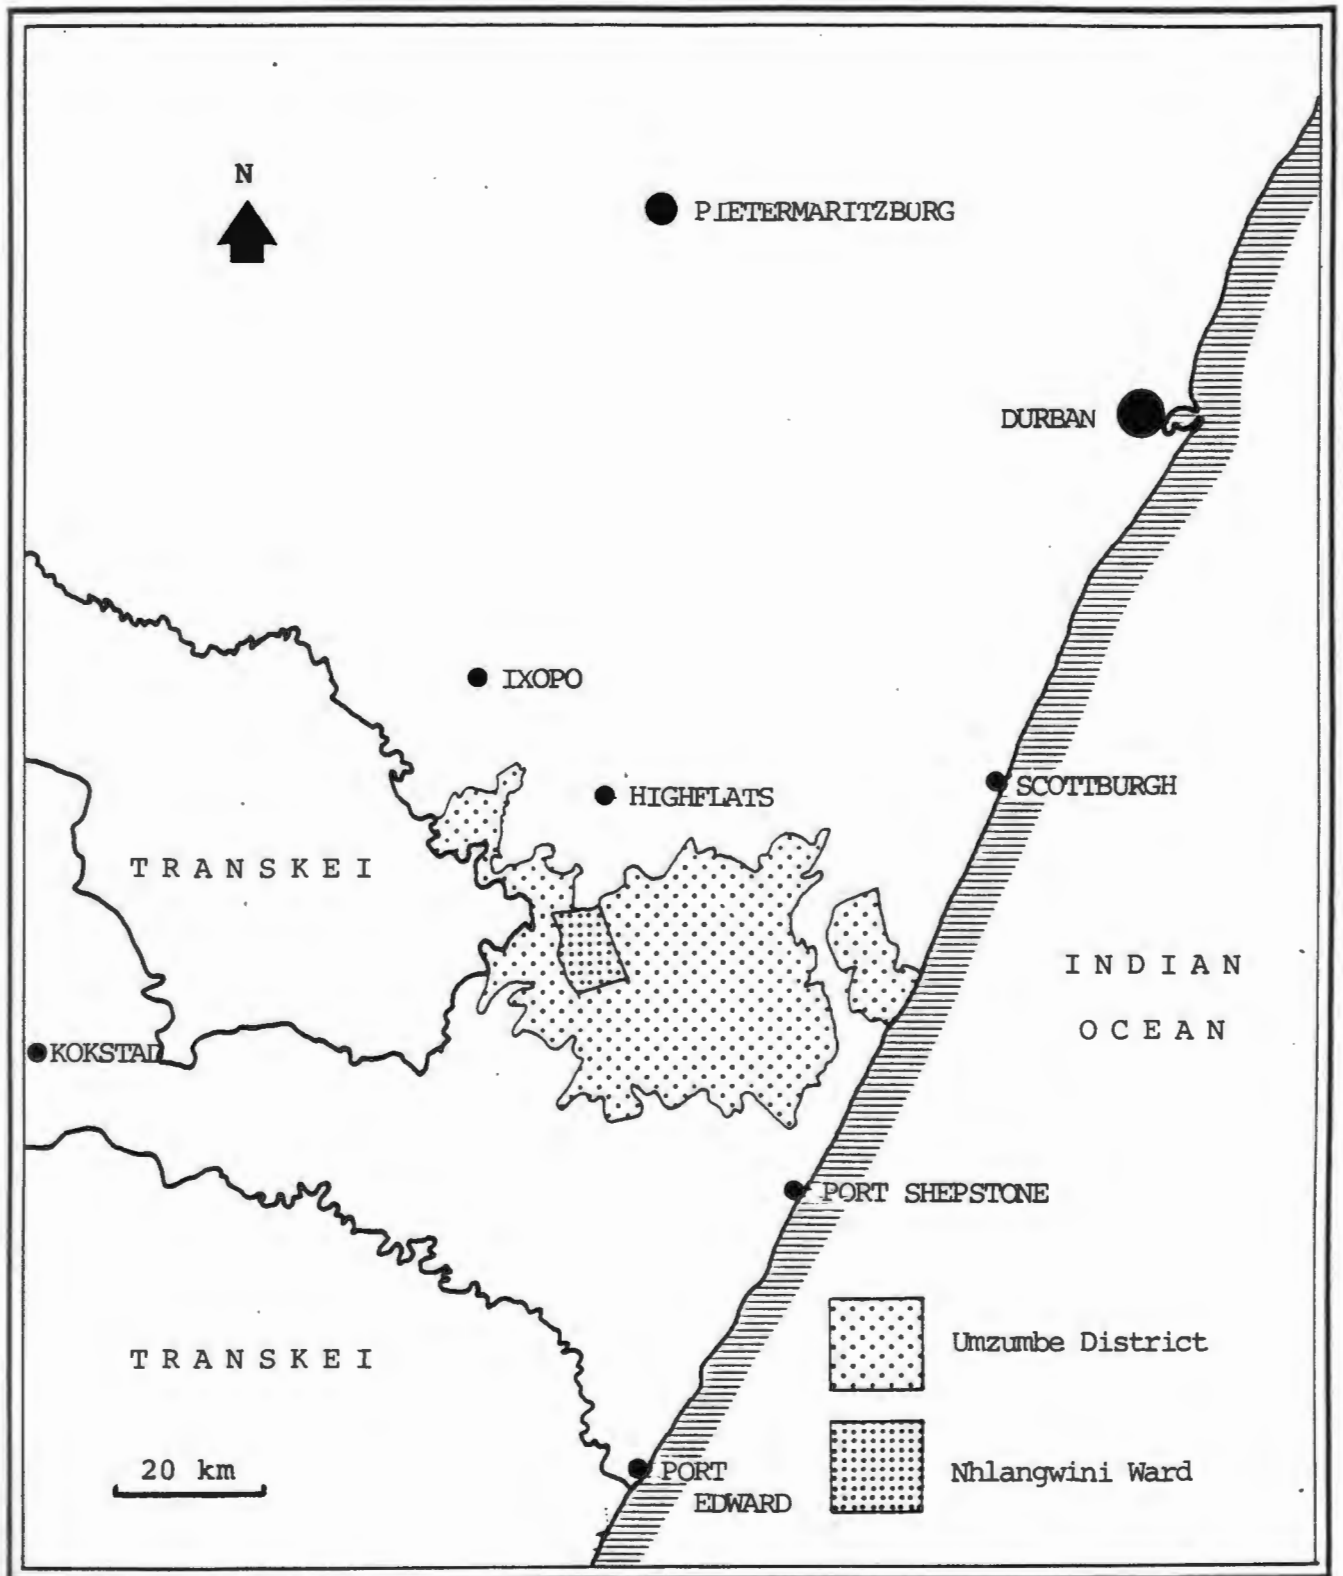 N
PIETERMARITZBURG
DURBAN
IXOPO
HIGHFLATS
SCOTTBURGH
TRANSKEI
INDIAN
OCEAN
KOKSTAD
PORT SHEPSTONE
Umzumbe District
TRANSKEI
20 km
PORT
EDWARD
Nhlangwini Ward